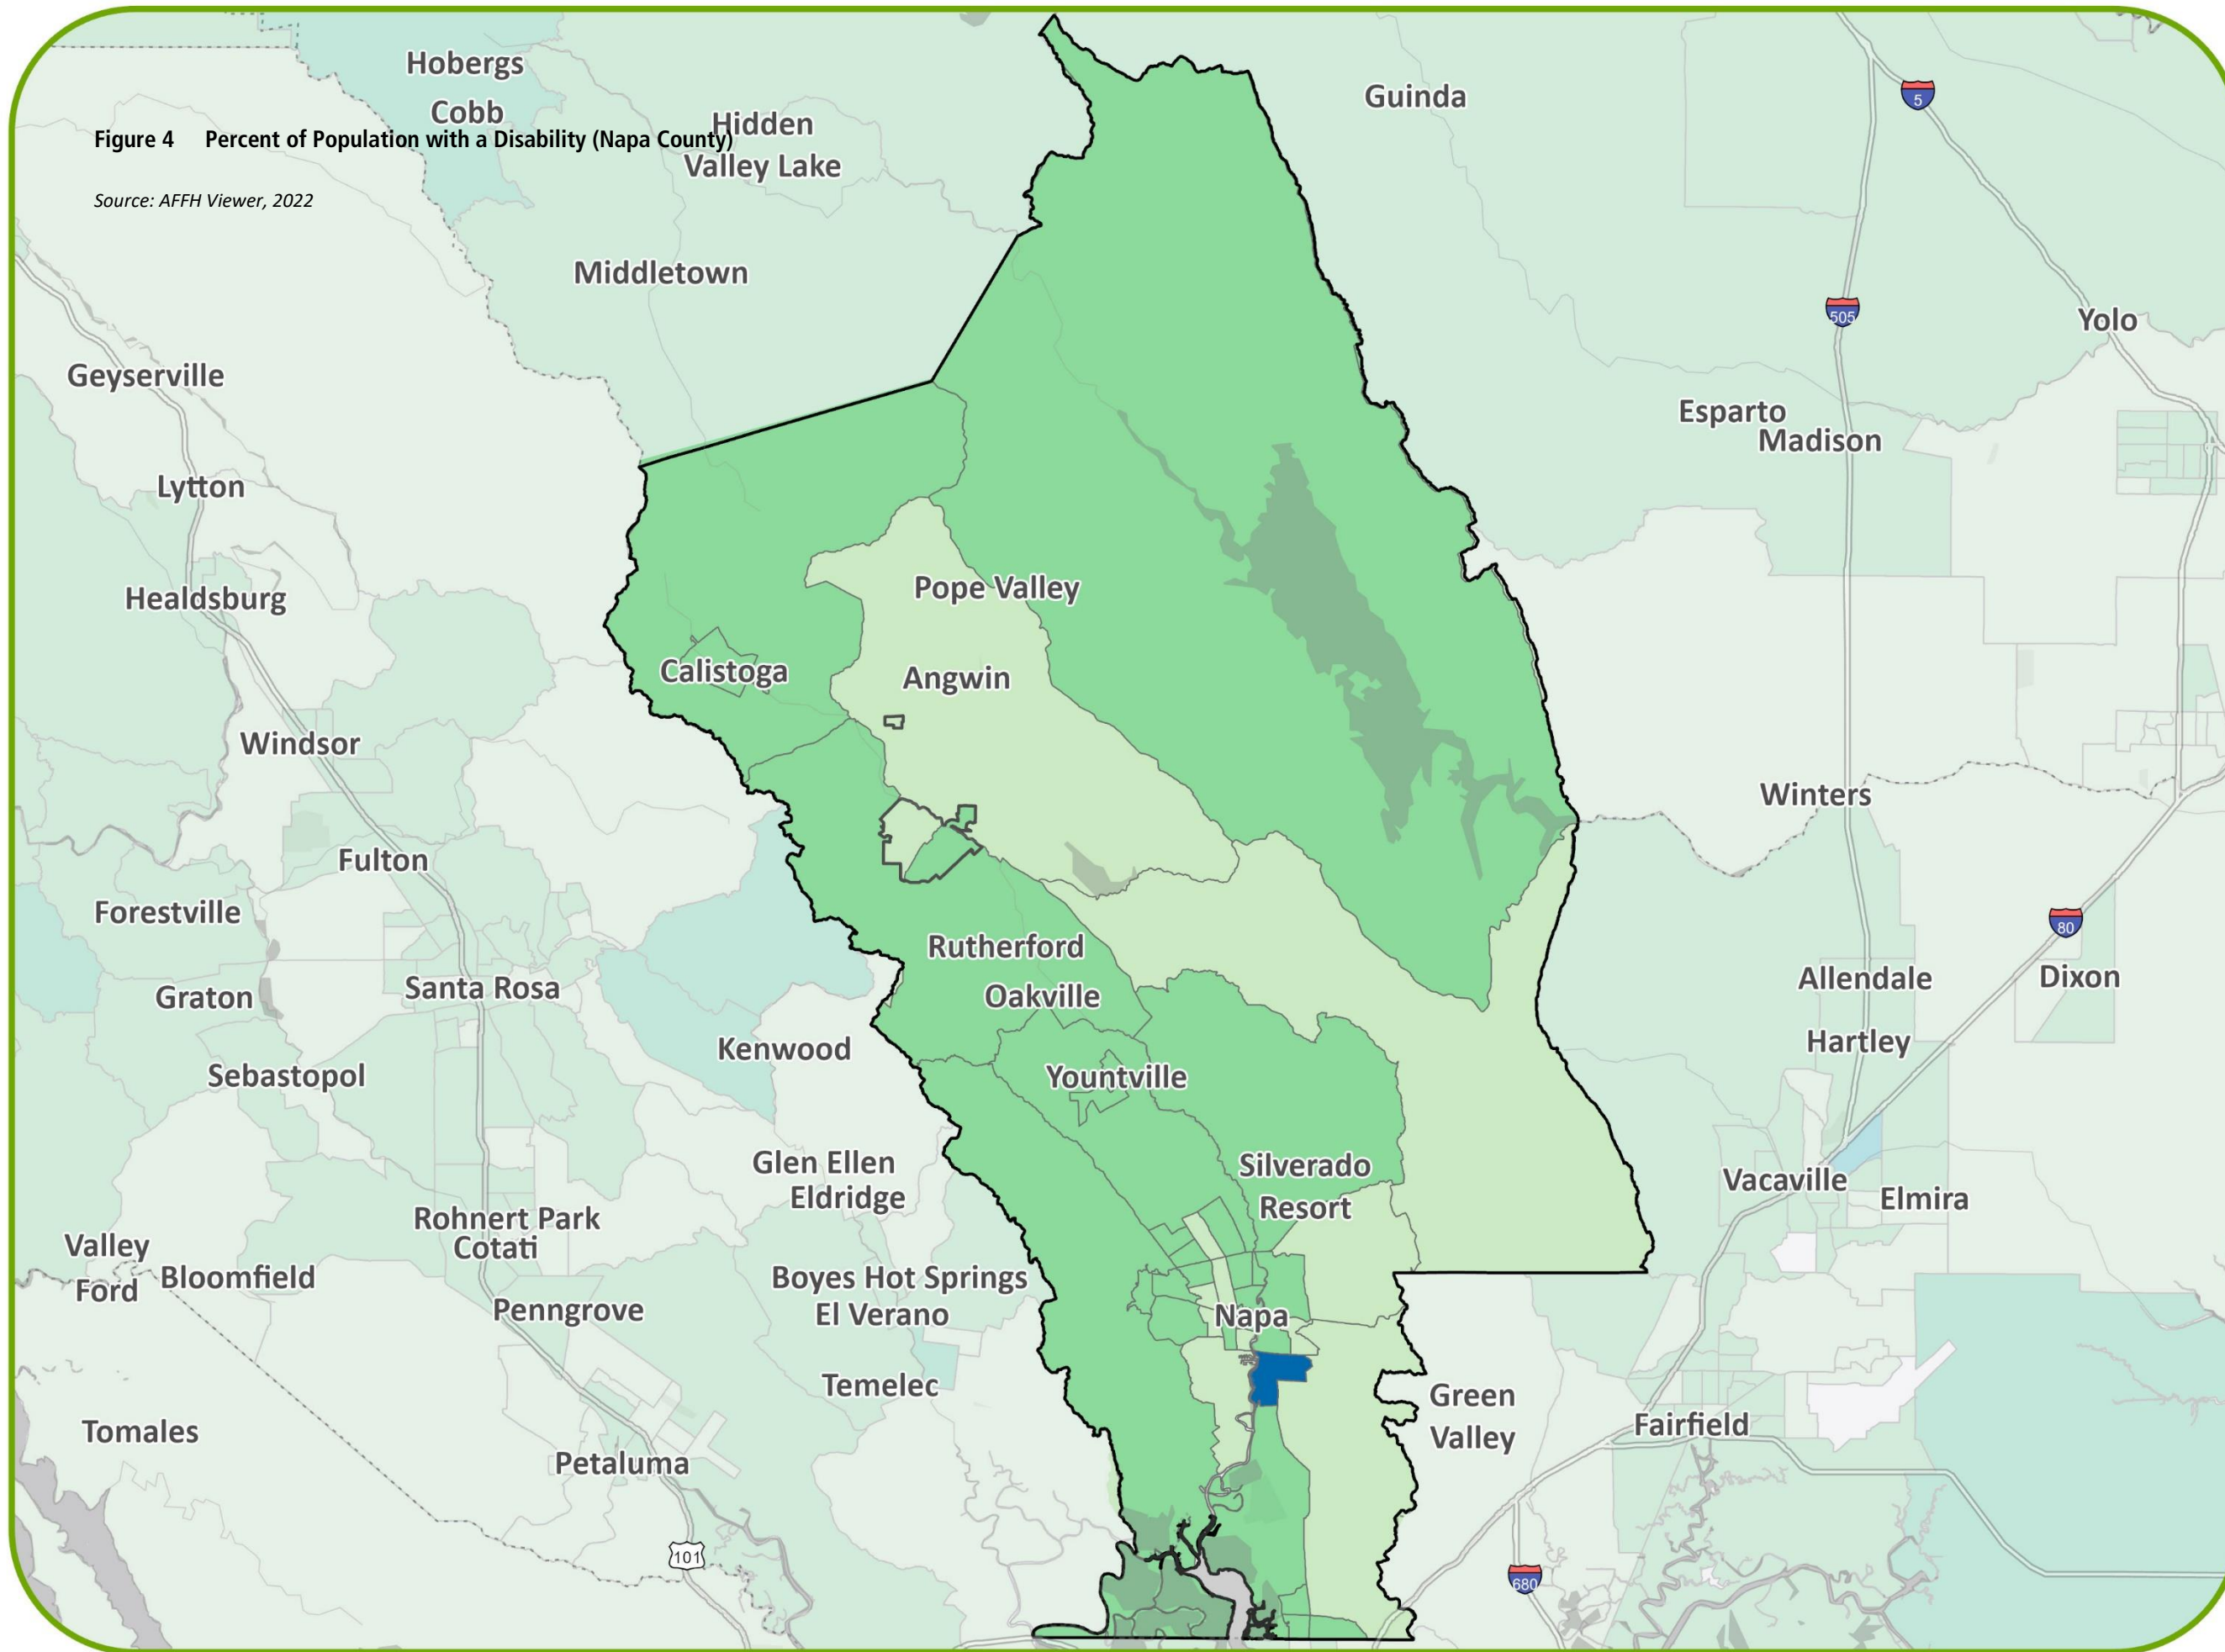 Hobergs
Cobb
Guinda
5
Hidden
Valley Lake
Figure 4 Percent of Population with a Disability (Napa County)
Source: AFFH Viewer, 2022
Middletown
505
Yolo
Geyserville
Esparto
Madison
Lytton
Healdsburg
Pope Valley
Calistoga
Angwin
Windsor
Winters
Fulton
Forestville
80
Rutherford
Santa Rosa
Graton
Oakville
Allendale
Dixon
Kenwood
Hartley
Sebastopol
Yountville
Glen Ellen
Eldridge
Silverado
Resort
Vacaville
Elmira
Rohnert Park
Cotati
Valley
Ford
Bloomfield
Boyes Hot Springs
El Verano
Penngrove
Napa
Temelec
Green
Valley
Tomales
Fairfield
Petaluma
101
680